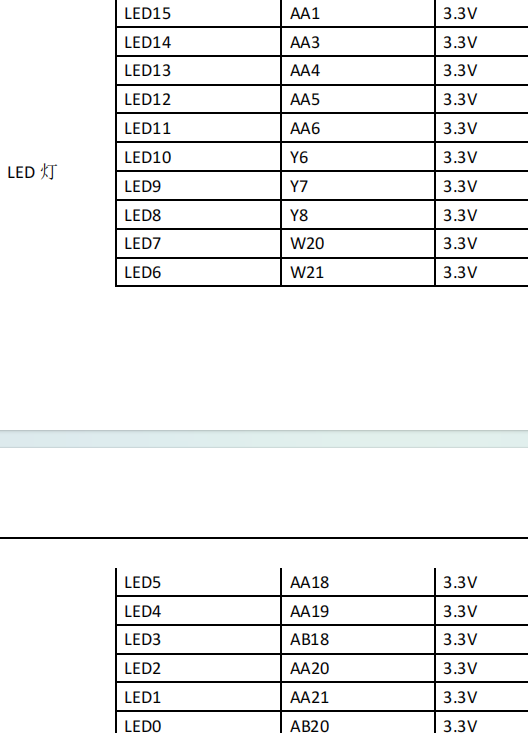 LED15 AA1 3.3V
LED14 AA3 3.3V
LED13 AA4 3.3V
LED12 AA5 3.3V
LED11 AA6 3.3V
LED10 Y6 3.3V
LED 灯
LED9 Y7 3.3V
LED8 Y8 3.3V
LED7 W20 3.3V
LED6 W21 3.3V
LED5 AA18 3.3V
LED4 AA19 3.3V
LED3 AB18 3.3V
LED2 AA20 3.3V
LED1 AA21 3.3V
LED0 AB20 3.3V